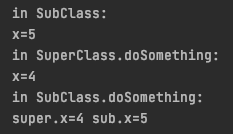 in SubClass:
x=5
in SuperClass.doSomething:
x=4
in SubClass.doSomething:
super.x=4 sub.x=5